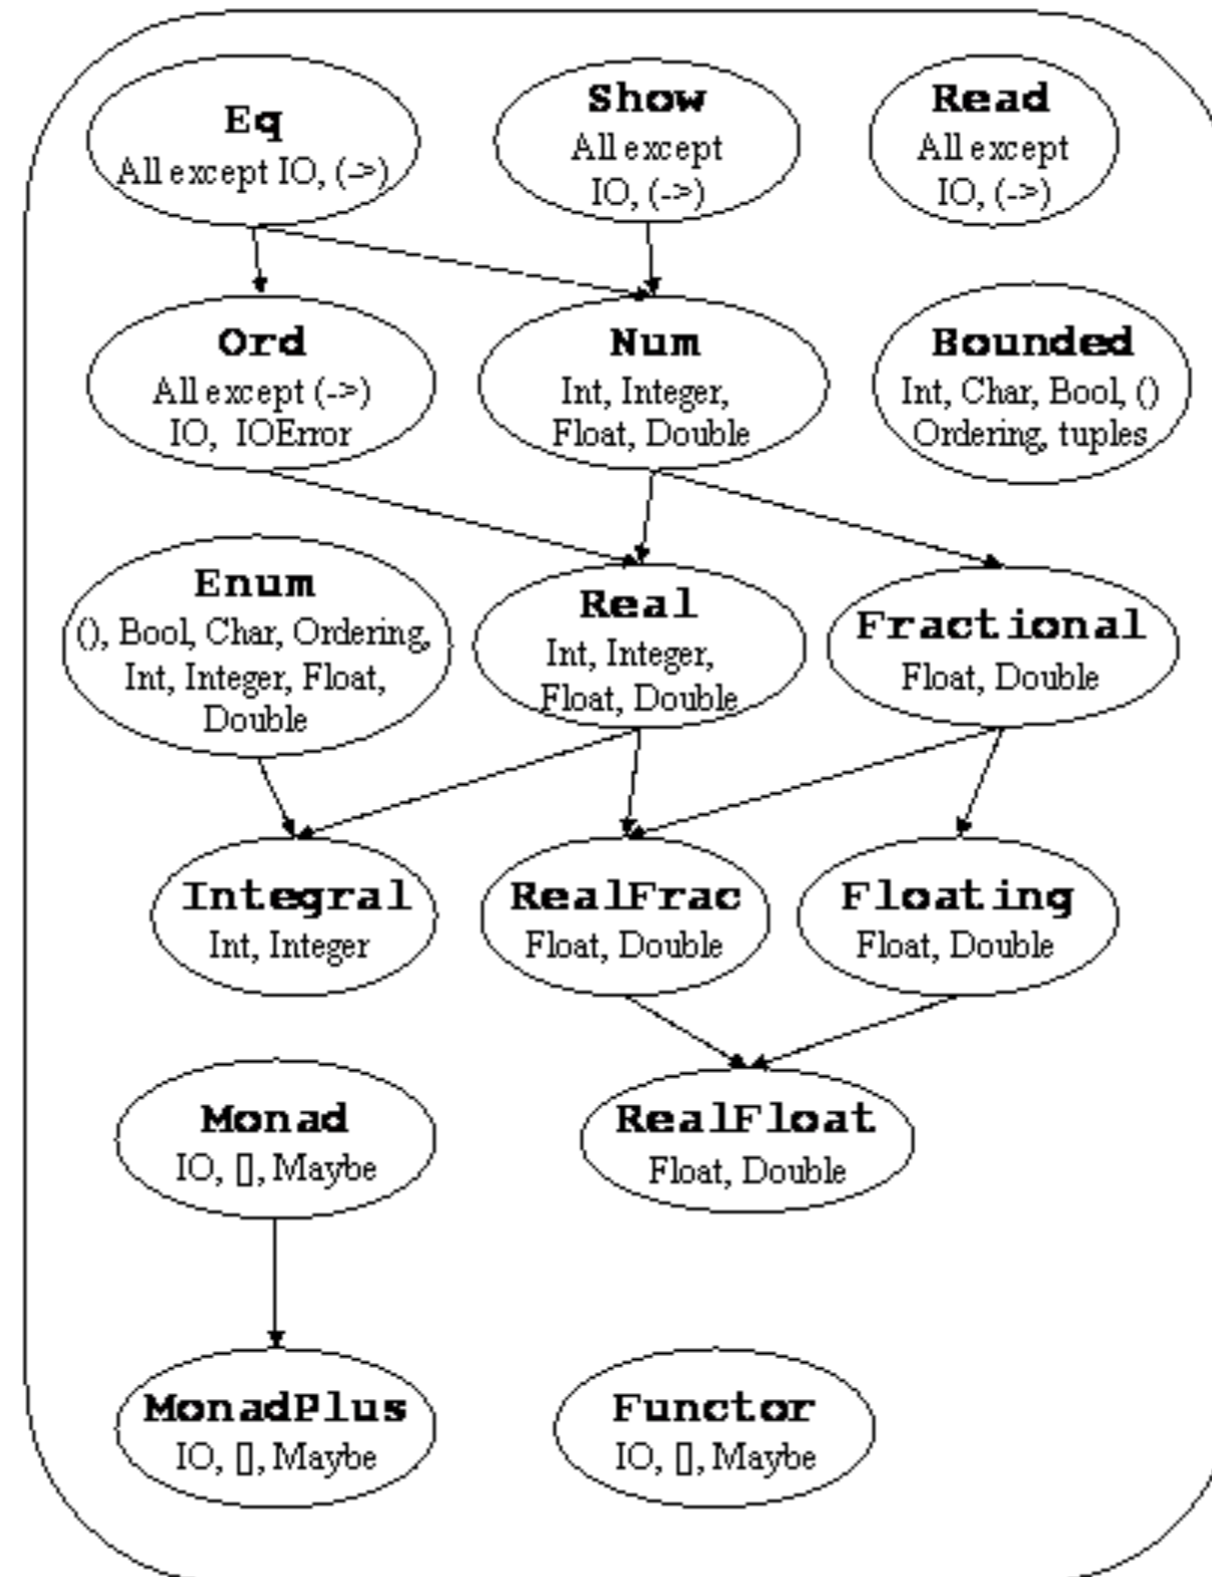 Eq
All except IO, (->)
Show
All except
IO, (->)
Read
All except
IO, (->)
Ord
All except (->)
IO, IOError
Num
Int, Integer,
Float, Double
Bounded
Int, Char, Bool, ()
Ordering, tuples
Enum
(), Bool, Char, Ordering,
Int, Integer, Float,
Double
Real
Int, Integer,
Float, Double
Fractional
Float, Double
Integral
Int, Integer
RealFrac
Float, Double
Floating
Float, Double
Monad
IO, [], Maybe
RealFloat
Float, Double
MonadPlus
IO, [], Maybe
Functor
IO, [], Maybe